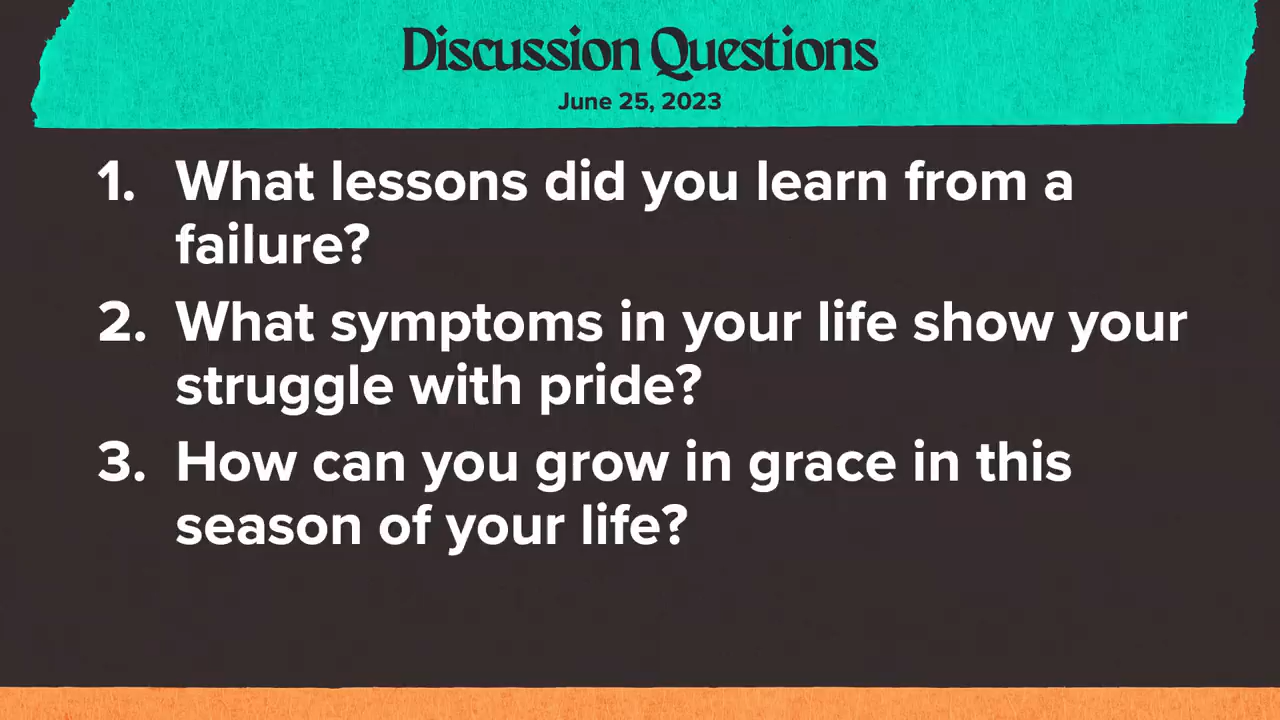 Discussion Questions
June 25, 2023
1. What lessons did you learn from a
failure?
2. What symptoms in your life show your
struggle with pride?
3. How can you grow in grace in this
season of your life?